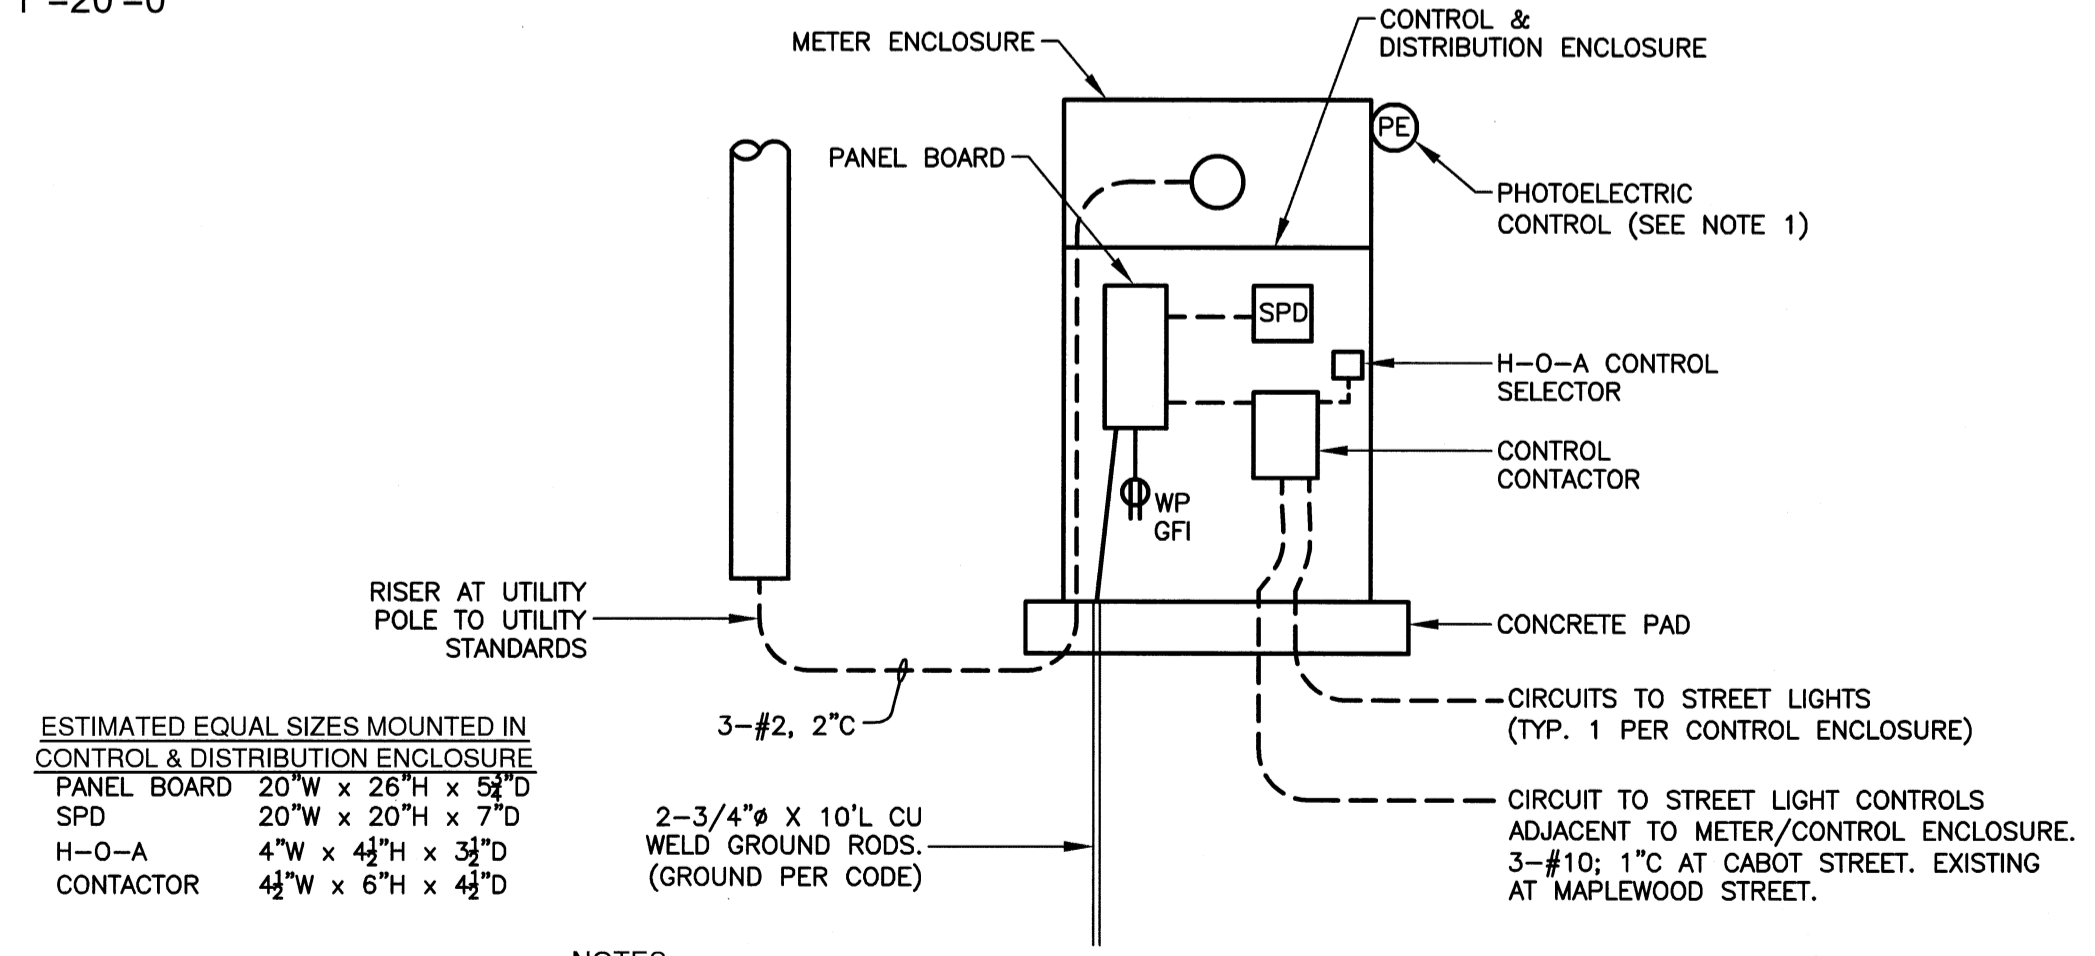 1"=20'=0"
METER ENCLOSURE
CONTROL &
DISTRIBUTION ENCLOSURE
PE
PANEL BOARD
PHOTOELECTRIC
CONTROL (SEE NOTE 1)
SPD
H-O-A CONTROL
SELECTOR
CONTROL
CONTACTOR
WP
GFI
RISER AT UTILITY
POLE TO UTILITY
STANDARDS
CONCRETE PAD
3-#2, 2"C
CIRCUITS TO STREET LIGHTS
(TYP. 1 PER CONTROL ENCLOSURE)
ESTIMATED EQUAL SIZES MOUNTED IN
CONTROL & DISTRIBUTION ENCLOSURE
PANEL BOARD 20"W x 26"H x 5¾"D
SPD 20"W x 20"H x 7"D
H-O-A 4"W x 4½"H x 3½"D
CONTACTOR 4½"W x 6"H x 4½"D
2-3/4"ø X 10'L CU
WELD GROUND RODS.
(GROUND PER CODE)
CIRCUIT TO STREET LIGHT CONTROLS
ADJACENT TO METER/CONTROL ENCLOSURE.
3-#10; 1"C AT CABOT STREET. EXISTING
AT MAPLEWOOD STREET.
NOTES